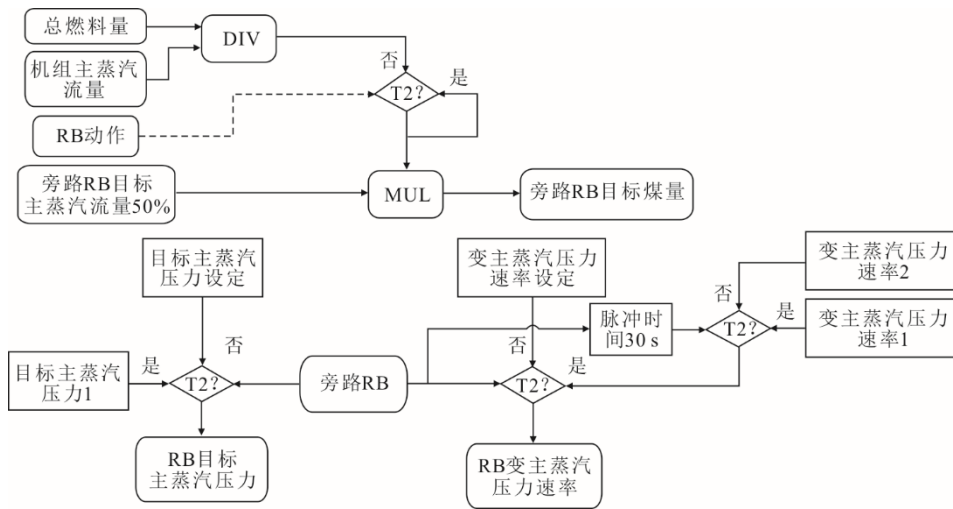 总燃料量
DIV
机组主蒸汽
流量
否
是
T2?
RB动作
旁路RB目标
主蒸汽流量50%
MUL
旁路RB目标煤量
目标主蒸汽
压力设定
变主蒸汽压力
速率设定
变主蒸汽压力
速率2
否
是
脉冲时
间30 s
T2?
变主蒸汽压力
速率1
否
否
是
是
目标主蒸汽
压力1
T2?
旁路RB
T2?
RB目标
主蒸汽压力
RB变主蒸汽
压力速率